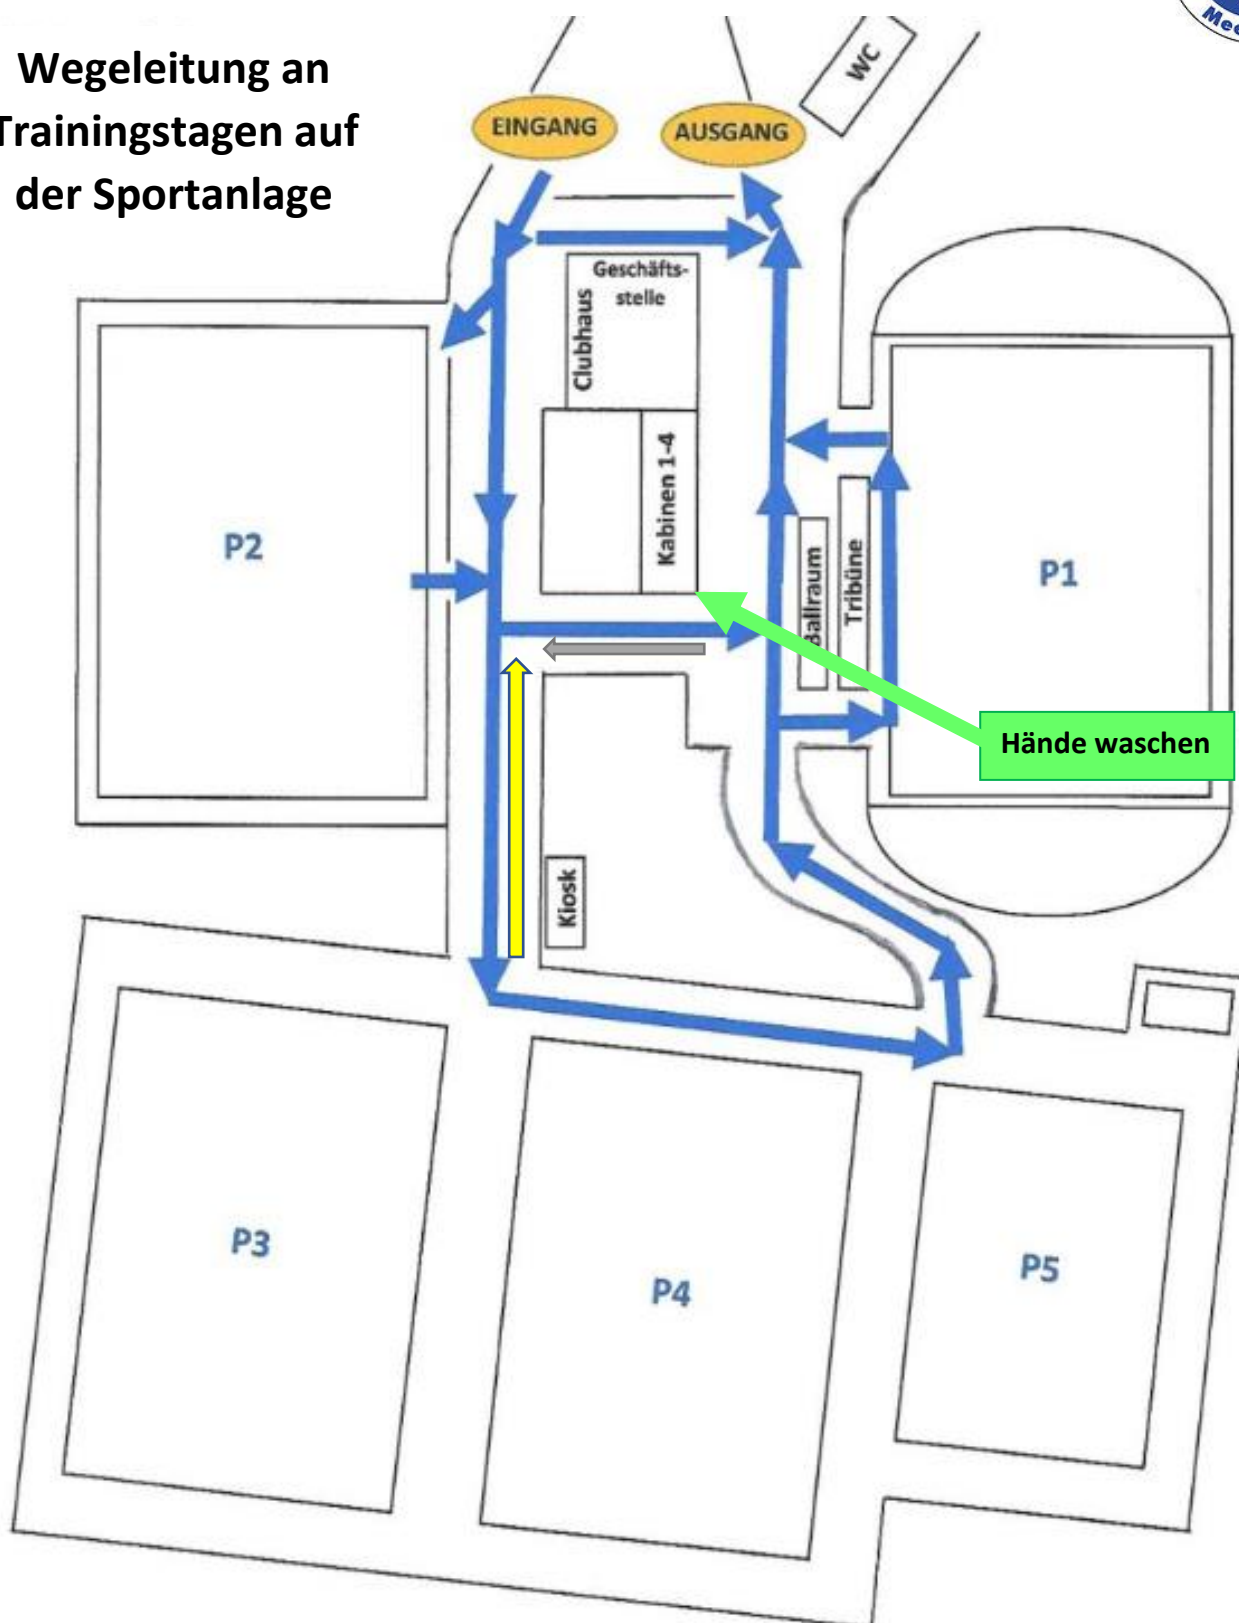 Wegeleitung an
Trainingstagen auf
der Sportanlage
WC
EINGANG
AUSGANG
Geschäfts-
stelle
Clubhaus
Kabinen 1-4
P2
Ballraum
Tribüne
P1
Hände waschen
Kiosk
P3
P4
P5